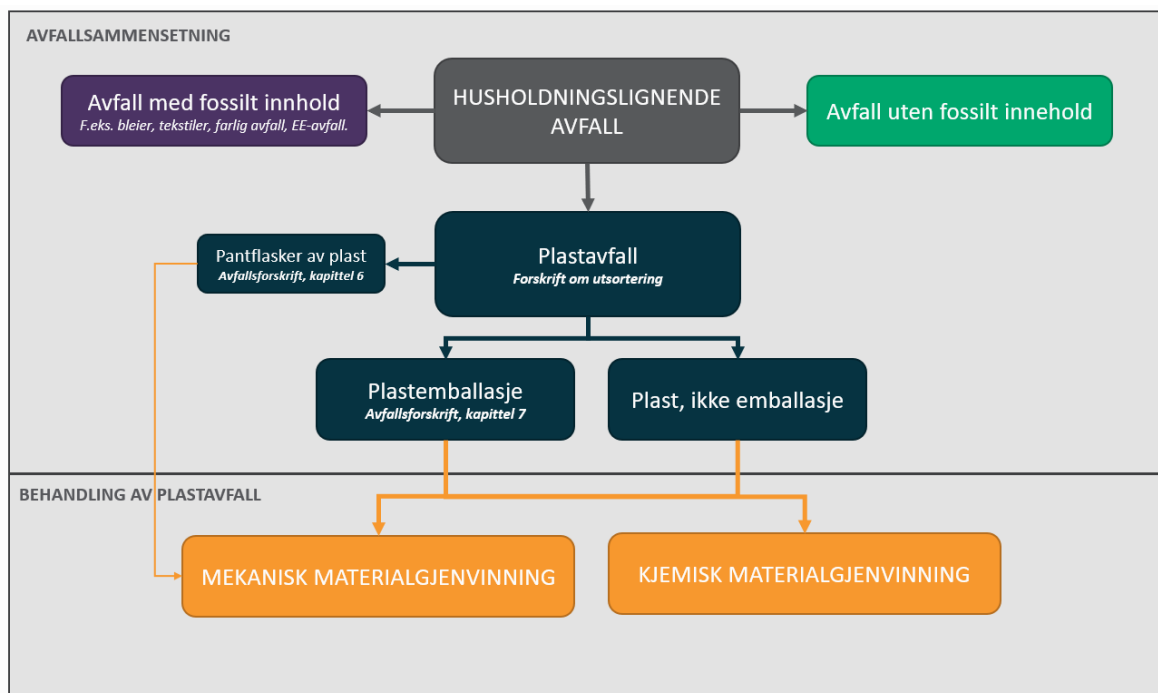 AVFALLSAMMENSETNING
Avfall med fossilt innhold
F.eks. bleier, tekstiler, farlig avfall, EE-avfall.
HUSHOLDNINGSLIGNENDE
AVFALL
Avfall uten fossilt innehold
Pantflasker av plast
Avfallsforskrift, kapittel 6
Plastavfall
Forskrift om utsortering
Plastemballasje
Avfallsforskrift, kapittel 7
Plast, ikke emballasje
BEHANDLING AV PLASTAVFALL
MEKANISK MATERIALGJENVINNING
KJEMISK MATERIALGJENVINNING